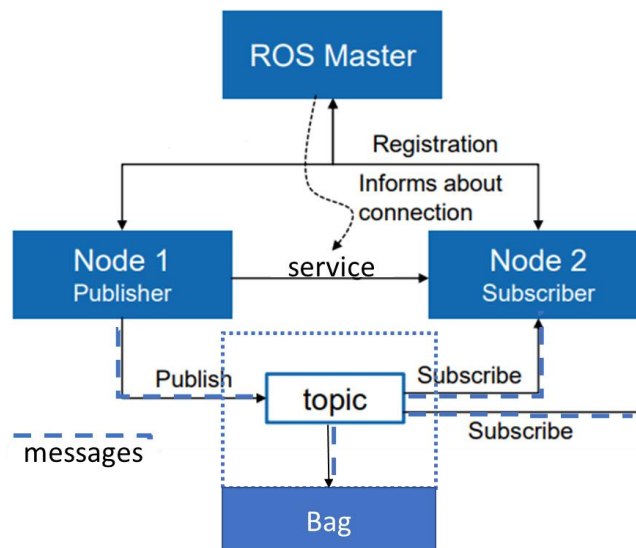 ROS Master
Registration
Informs about
connection
Node 1
Publisher
service
Node 2
Subscriber
Publish
topic
Subscribe
Subscribe
messages
Bag